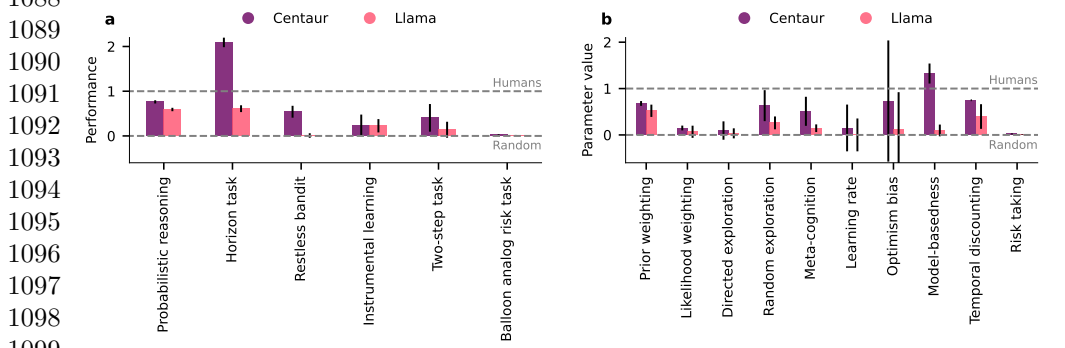 1088
1089
1090
1091
1092
1093
1094
1095
1096
1097
1098
1099
a
Centaur
Llama
Performance
2
1
0
Humans
Random
Probabilistic reasoning
Horizon task
Restless bandit
Instrumental learning
Two-step task
Balloon analog risk task
b
Centaur
Llama
Parameter value
2
1
0
Humans
Random
Prior weighting
Likelihood weighting
Directed exploration
Random exploration
Meta-cognition
Learning rate
Optimism bias
Model-basedness
Temporal discounting
Risk taking